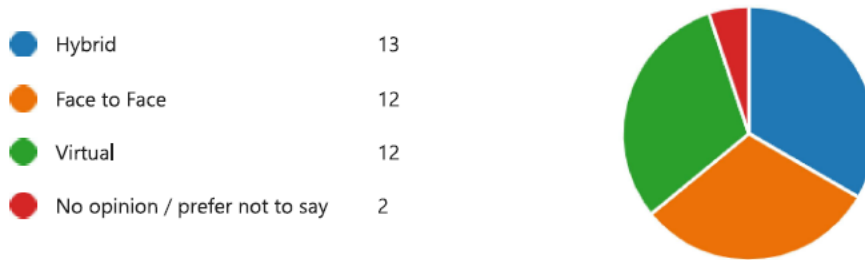 Hybrid 13
Face to Face 12
Virtual 12
No opinion / prefer not to say 2